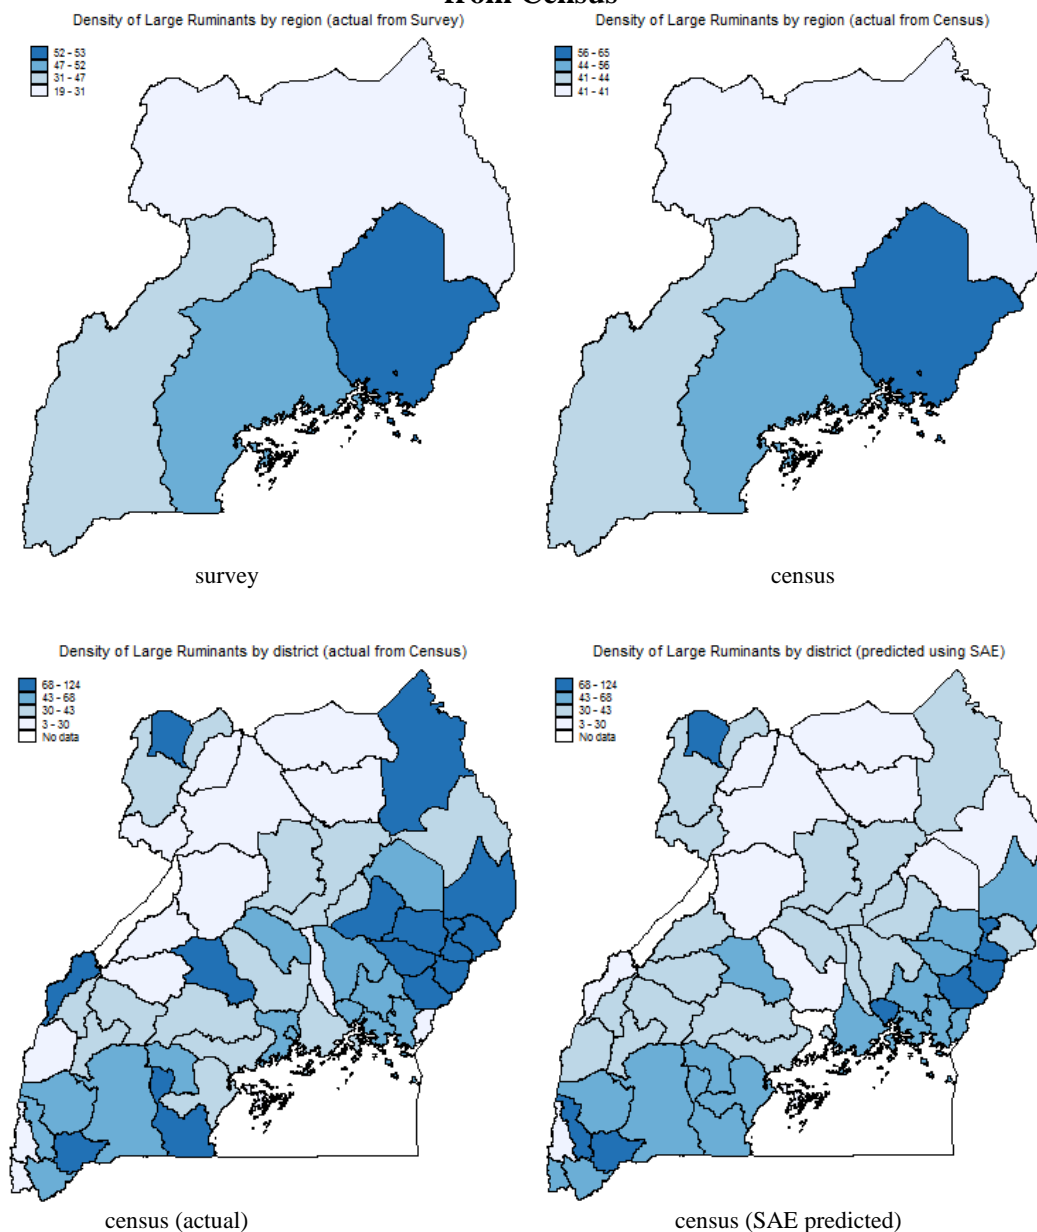 from Census
Density of Large Ruminants by region (actual from Survey)
52 - 53
47 - 52
31 - 47
19 - 31
survey
Density of Large Ruminants by region (actual from Census)
56 - 65
44 - 56
41 - 44
41 - 41
census
Density of Large Ruminants by district (actual from Census)
68 - 124
43 - 68
30 - 43
3 - 30
No data
census (actual)
Density of Large Ruminants by district (predicted using SAE)
68 - 124
43 - 68
30 - 43
3 - 30
No data
census (SAE predicted)